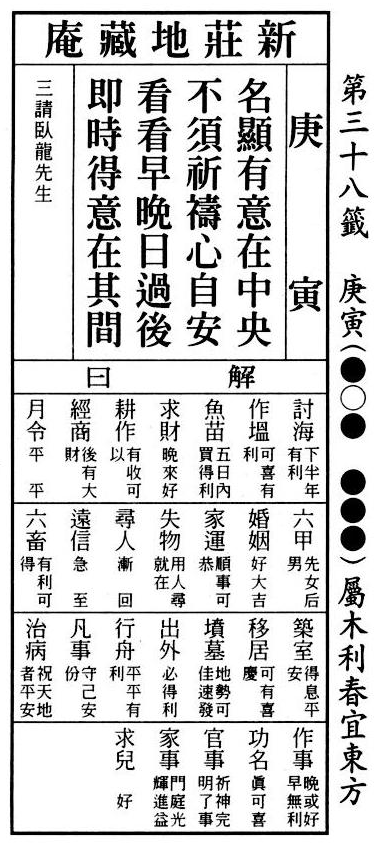 第三十八籤　庚寅(●○●　●●●)屬木利春宜東方
新莊地藏庵
庚寅
名顯有意在中央
不須祈禱心自安
看看早晚日過後
即時得意在其間
三請臥龍先生
解曰
討海 下半年有利
作塭 可喜有利
魚苗 五日內買得利
求財 晚來好
耕作 有收可以
經商 後有大財
月令 平平
六甲 先女后男
婚姻 好大吉
家運 順事可恭
失物 用人尋就在
尋人 漸回
遠信 急至
六畜 有利可得
築室 得息平安
移居 可有喜慶
墳墓 地勢可佳速發
出外 必得利
行舟 平平有利
凡事 守己安份
治病 祝天地者平安
作事 晚或好早無利
功名 眞可喜
官事 祈神完明了事
家事 門庭光輝進益
求兒 好